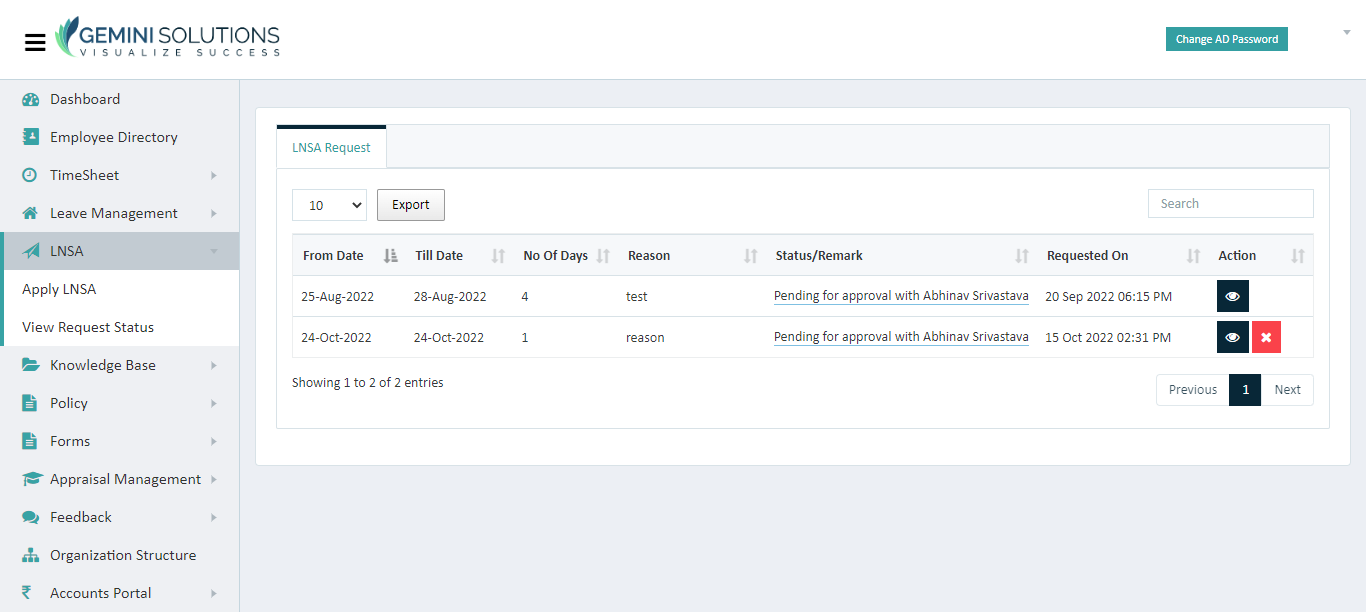 GEMINI SOLUTIONS
VISUALIZE SUCCESS
Change AD Password
Dashboard
Employee Directory
TimeSheet
Leave Management
LNSA
Apply LNSA
View Request Status
Knowledge Base
Policy
Forms
Appraisal Management
Feedback
Organization Structure
Accounts Portal
LNSA Request
10 Export Search
From Date Till Date No Of Days Reason Status/Remark Requested On Action
25-Aug-2022 28-Aug-2022 4 test Pending for approval with Abhinav Srivastava 20 Sep 2022 06:15 PM
24-Oct-2022 24-Oct-2022 1 reason Pending for approval with Abhinav Srivastava 15 Oct 2022 02:31 PM
Showing 1 to 2 of 2 entries
Previous 1 Next